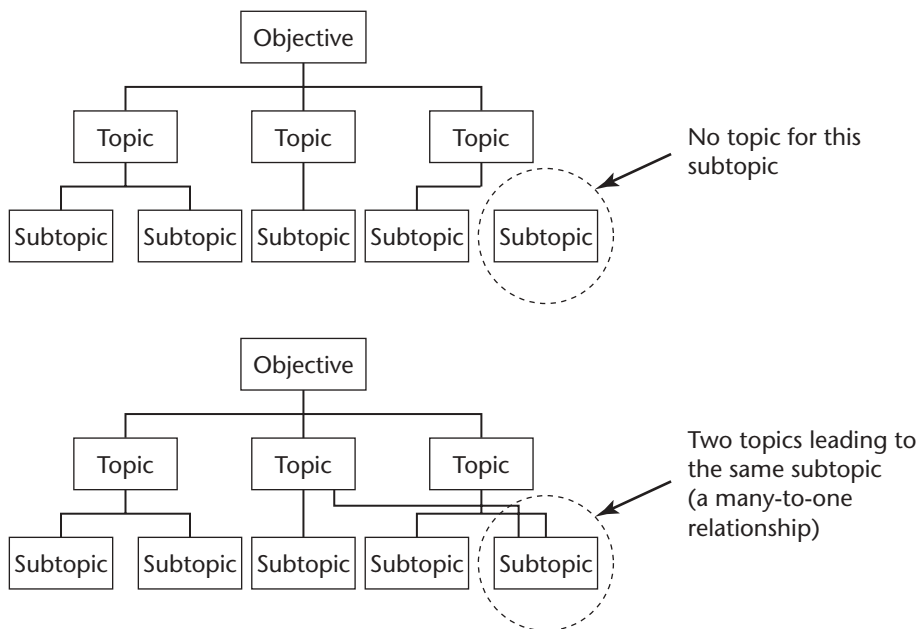 Objective
Topic
Topic
Topic
No topic for this
subtopic
Subtopic
Subtopic
Subtopic
Subtopic
Subtopic
Objective
Topic
Topic
Topic
Two topics leading to
the same subtopic
(a many-to-one
relationship)
Subtopic
Subtopic
Subtopic
Subtopic
Subtopic